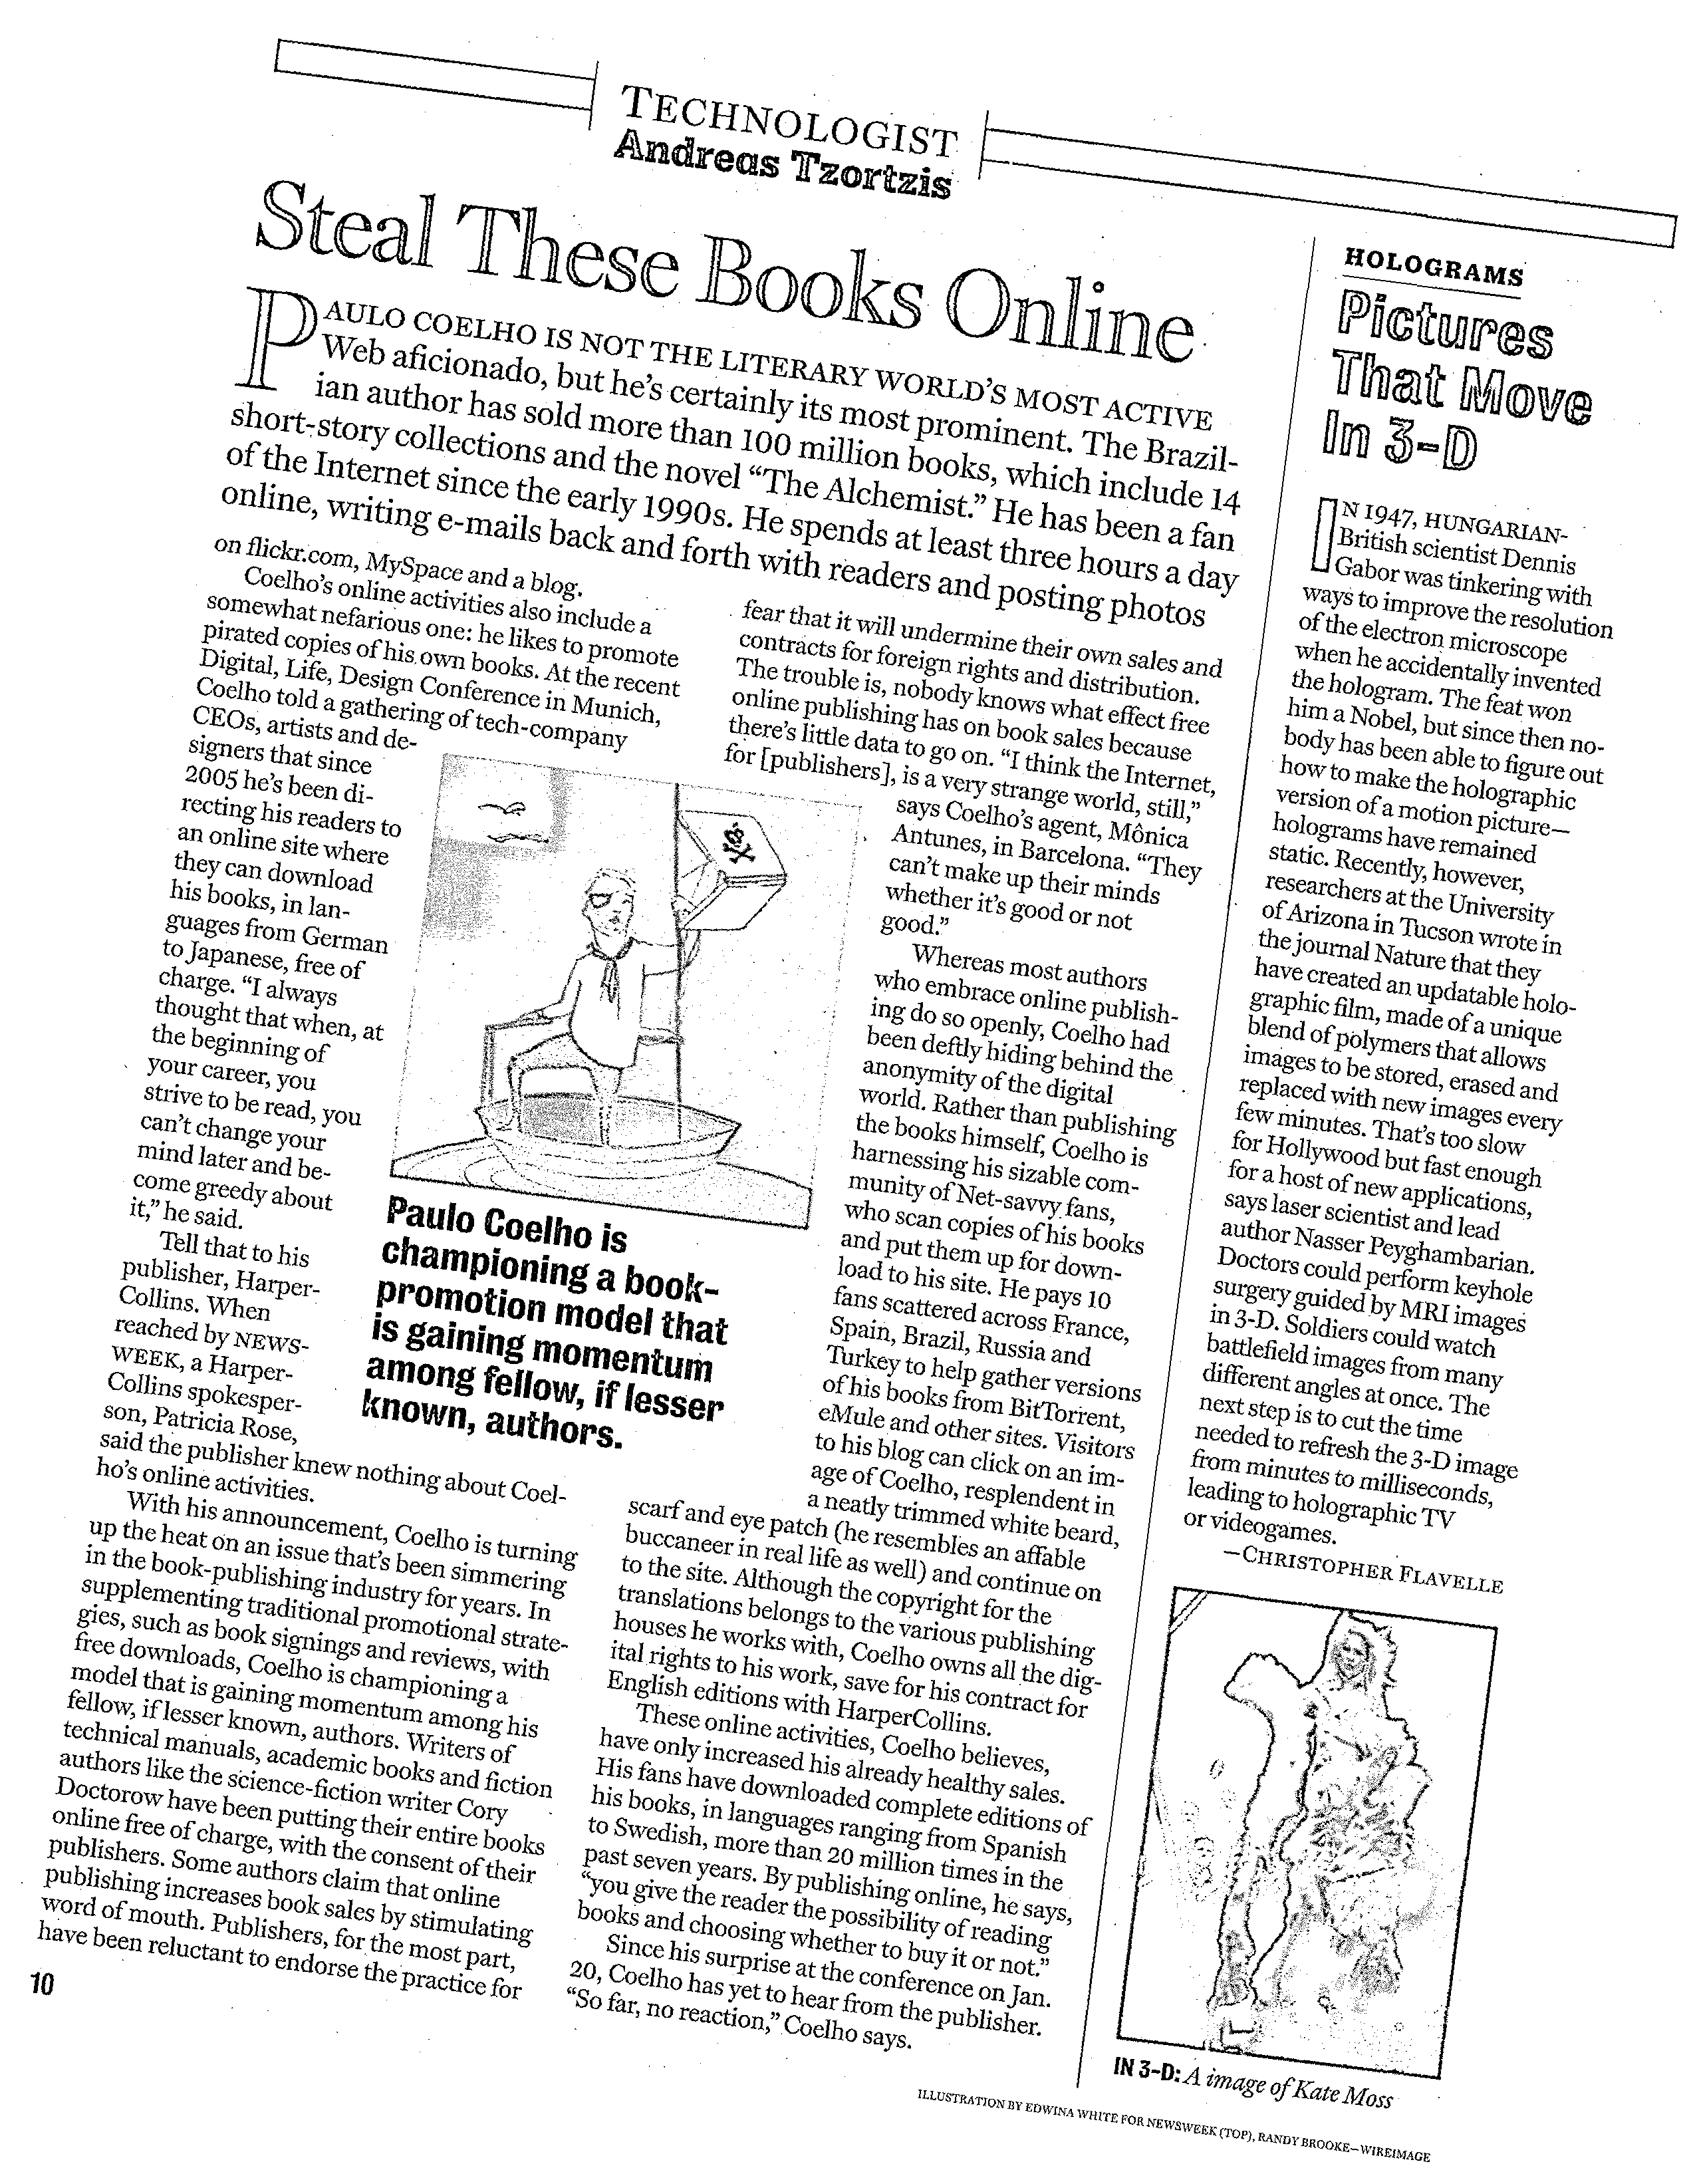 TECHNOLOGIST
Andreas Tzortzis
Steal These Books Online
PAULO COELHO IS NOT THE LITERARY WORLD'S MOST ACTIVE
Web aficionado, but he's certainly its most prominent. The Brazil-
ian author has sold more than 100 million books, which include 14
short-story collections and the novel “The Alchemist.” He has been a fan
of the Internet since the early 1990s. He spends at least three hours a day
online, writing e-mails back and forth with readers and posting photos
on flickr.com, MySpace and a blog.
Coelho's online activities also include a
somewhat nefarious one: he likes to promote
pirated copies of his own books. At the recent
Digital, Life, Design Conference in Munich,
Coelho told a gathering of tech-company
CEOs, artists and de-
signers that since
2005 he's been di-
recting his readers to
an online site where
they can download
his books, in lan-
guages from German
to Japanese, free of
charge. “I always
thought that when, at
the beginning of
your career, you
strive to be read, you
can't change your
mind later and be-
come greedy about
it,” he said.
Tell that to his
publisher, Harper-
Collins. When
reached by NEWS-
WEEK, a Harper-
Collins spokesper-
son, Patricia Rose,
said the publisher knew nothing about Coel-
ho's online activities.
With his announcement, Coelho is turning
up the heat on an issue that's been simmering
in the book-publishing industry for years. In
supplementing traditional promotional strate-
gies, such as book signings and reviews, with
free downloads, Coelho is championing a
model that is gaining momentum among his
fellow, if lesser known, authors. Writers of
technical manuals, academic books and fiction
authors like the science-fiction writer Cory
Doctorow have been putting their entire books
online free of charge, with the consent of their
publishers. Some authors claim that online
publishing increases book sales by stimulating
word of mouth. Publishers, for the most part,
have been reluctant to endorse the practice for
fear that it will undermine their own sales and
contracts for foreign rights and distribution.
The trouble is, nobody knows what effect free
online publishing has on book sales because
there's little data to go on. “I think the Internet,
for [publishers], is a very strange world, still,”
says Coelho's agent, Mônica
Antunes, in Barcelona. “They
can't make up their minds
whether it's good or not
good.”
Whereas most authors
who embrace online publish-
ing do so openly, Coelho had
been deftly hiding behind the
anonymity of the digital
world. Rather than publishing
the books himself, Coelho is
harnessing his sizable com-
munity of Net-savvy fans,
who scan copies of his books
and put them up for down-
load to his site. He pays 10
fans scattered across France,
Spain, Brazil, Russia and
Turkey to help gather versions
of his books from BitTorrent,
eMule and other sites. Visitors
to his blog can click on an im-
age of Coelho, resplendent in
a neatly trimmed white beard,
scarf and eye patch (he resembles an affable
buccaneer in real life as well) and continue on
to the site. Although the copyright for the
translations belongs to the various publishing
houses he works with, Coelho owns all the dig-
ital rights to his work, save for his contract for
English editions with HarperCollins.
These online activities, Coelho believes,
have only increased his already healthy sales.
His fans have downloaded complete editions of
his books, in languages ranging from Spanish
to Swedish, more than 20 million times in the
past seven years. By publishing online, he says,
“you give the reader the possibility of reading
books and choosing whether to buy it or not.”
Since his surprise at the conference on Jan.
20, Coelho has yet to hear from the publisher.
“So far, no reaction,” Coelho says.
Paulo Coelho is
championing a book-
promotion model that
is gaining momentum
among fellow, if lesser
known, authors.
HOLOGRAMS
Pictures
That Move
In 3-D
IN 1947, HUNGARIAN-
British scientist Dennis
Gabor was tinkering with
ways to improve the resolution
of the electron microscope
when he accidentally invented
the hologram. The feat won
him a Nobel, but since then no-
body has been able to figure out
how to make the holographic
version of a motion picture—
holograms have remained
static. Recently, however,
researchers at the University
of Arizona in Tucson wrote in
the journal Nature that they
have created an updatable holo-
graphic film, made of a unique
blend of polymers that allows
images to be stored, erased and
replaced with new images every
few minutes. That's too slow
for Hollywood but fast enough
for a host of new applications,
says laser scientist and lead
author Nasser Peyghambarian.
Doctors could perform keyhole
surgery guided by MRI images
in 3-D. Soldiers could watch
battlefield images from many
different angles at once. The
next step is to cut the time
needed to refresh the 3-D image
from minutes to milliseconds,
leading to holographic TV
or videogames.
—CHRISTOPHER FLAVELLE
IN 3-D: A image of Kate Moss
10
ILLUSTRATION BY EDWINA WHITE FOR NEWSWEEK (TOP), RANDY BROOKE—WIREIMAGE